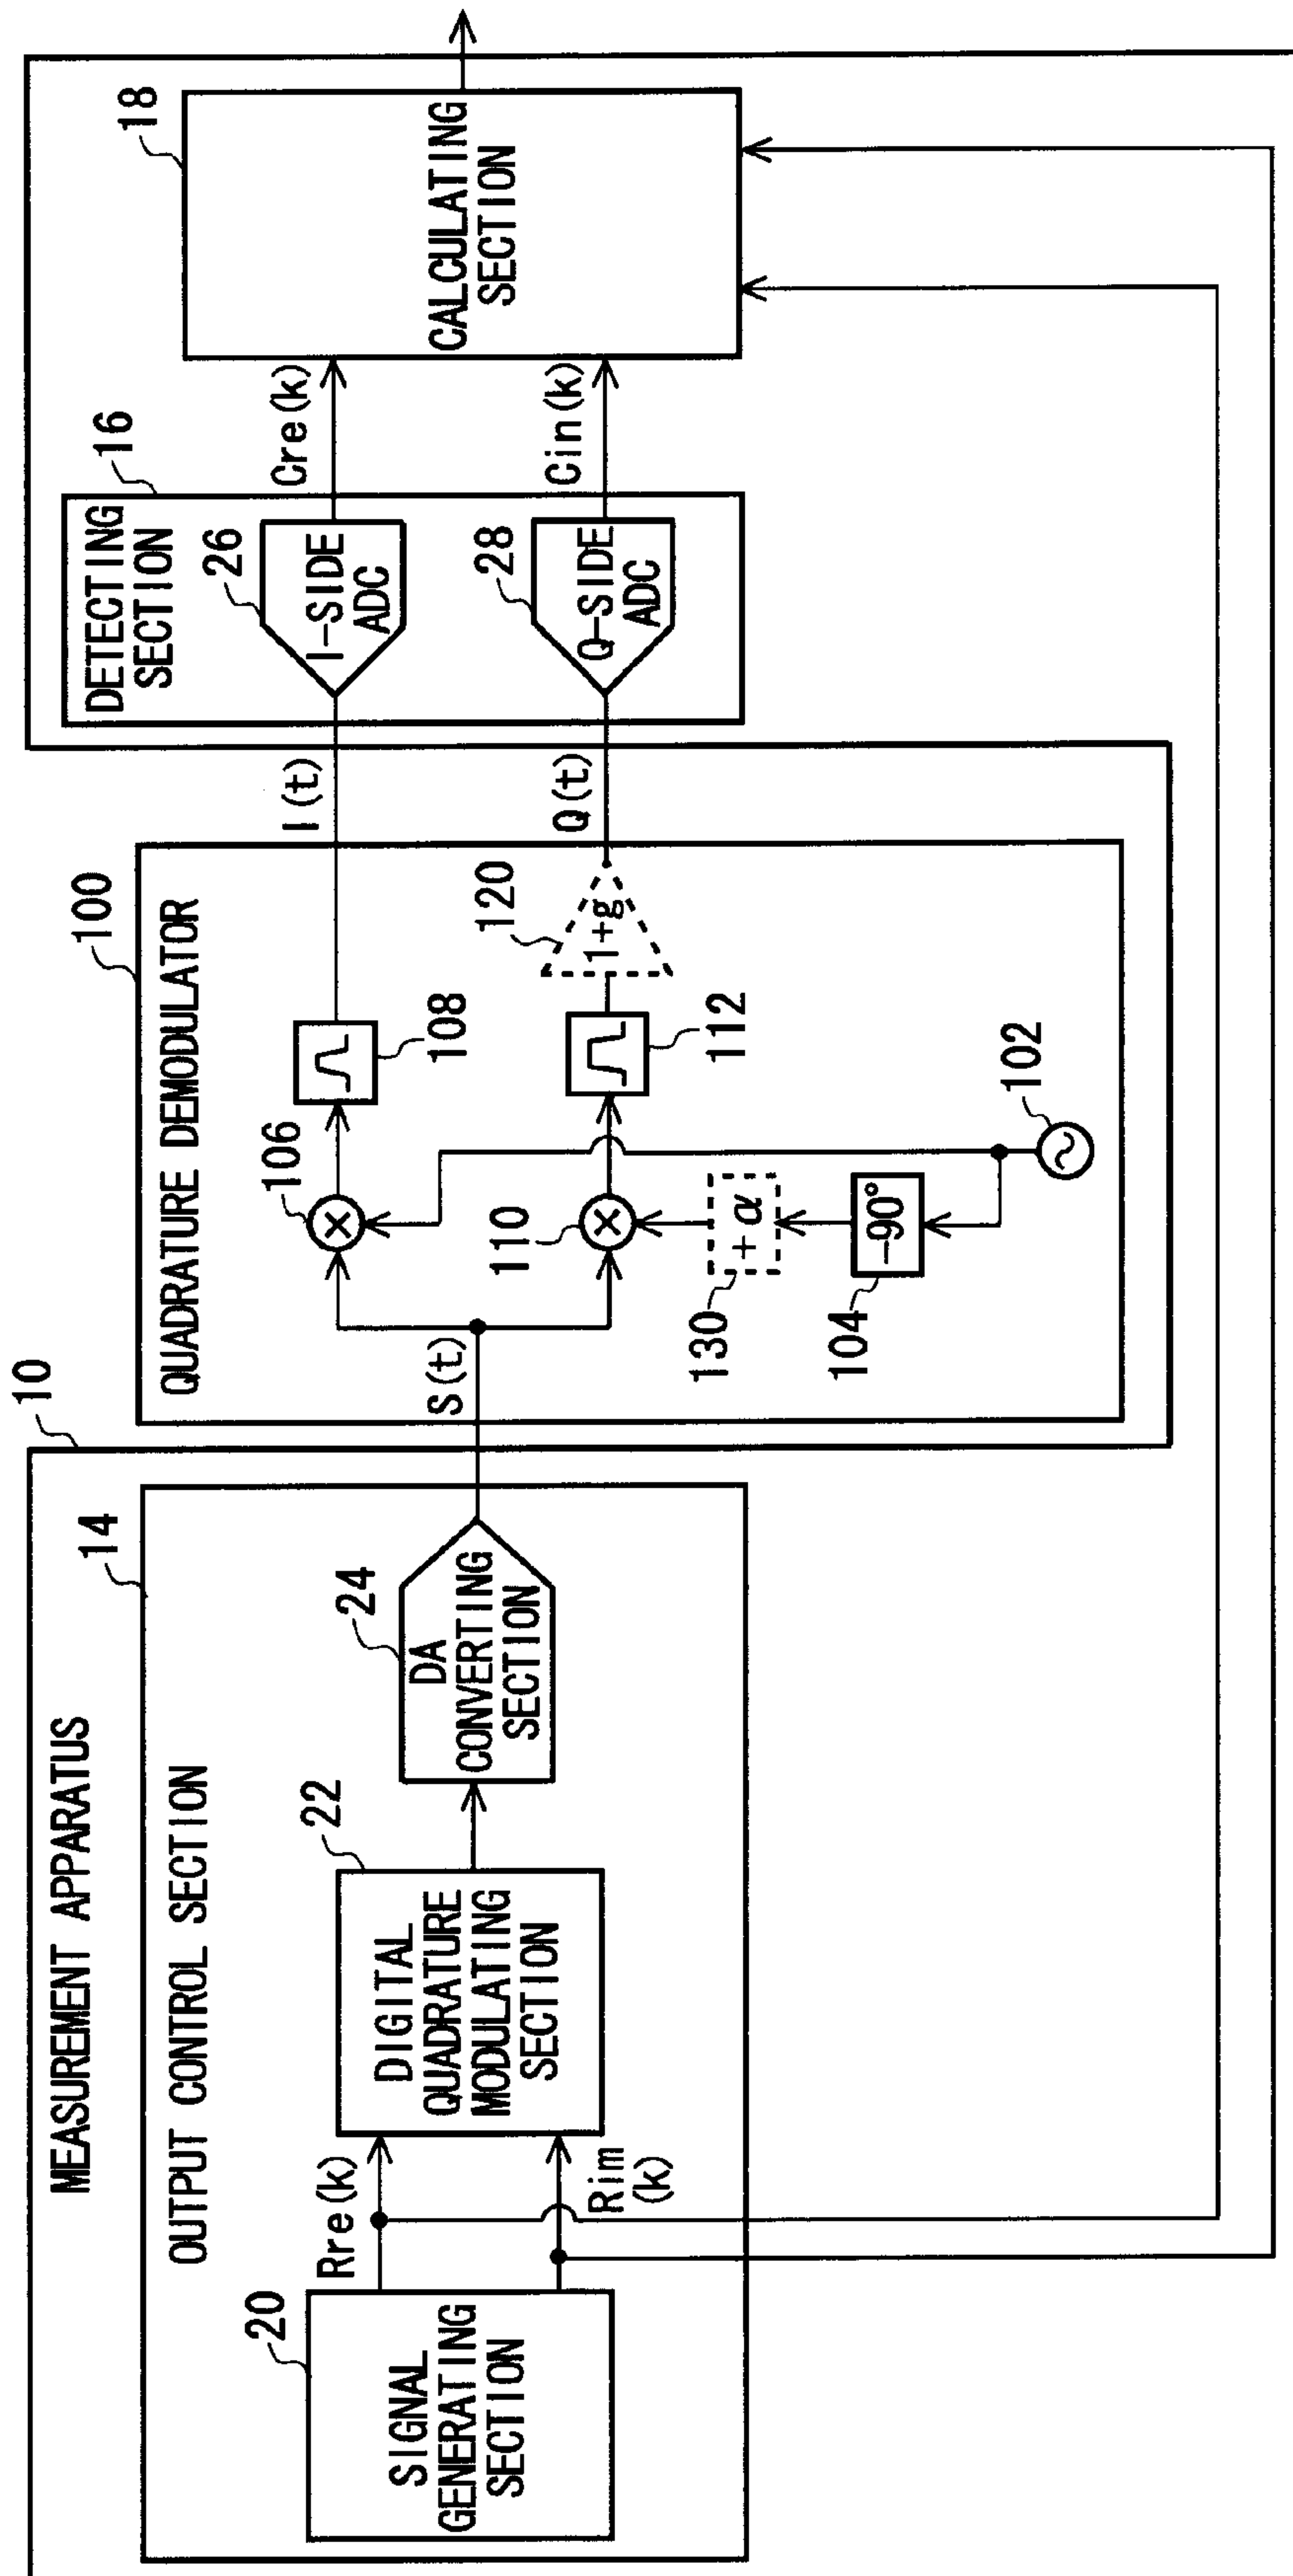 10
MEASUREMENT APPARATUS
14
OUTPUT CONTROL SECTION
20
SIGNAL
GENERATING
SECTION
Rre(k)
Rim
(k)
22
DIGITAL
QUADRATURE
MODULATING
SECTION
24
DA
CONVERTING
SECTION
S(t)
100
QUADRATURE DEMODULATOR
106
108
110
112
120
1+g
130
+α
104
-90°
102
I(t)
Q(t)
16
DETECTING
SECTION
26
I-SIDE
ADC
28
Q-SIDE
ADC
Cre(k)
Cin(k)
18
CALCULATING
SECTION